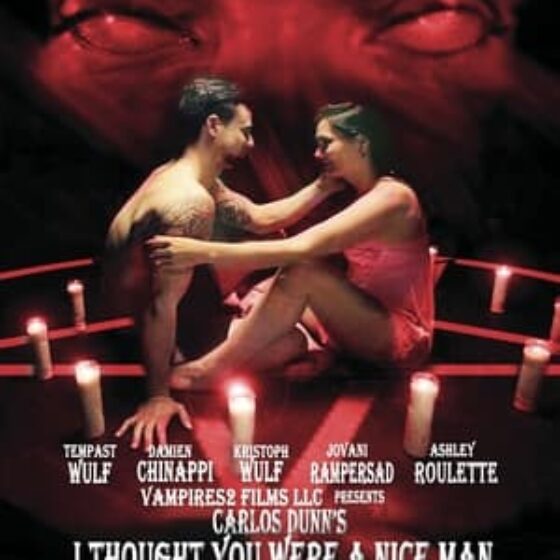 TEMPAST DAMIEN KRISTOPH JOVANI ASHLEY
WULF CHINAPPI WULF RAMPERSAD ROULETTE
VAMPIRES2 FILMS LLC PRESENTS
CARLOS DUNN'S
I THOUGHT YOU WERE A NICE MAN